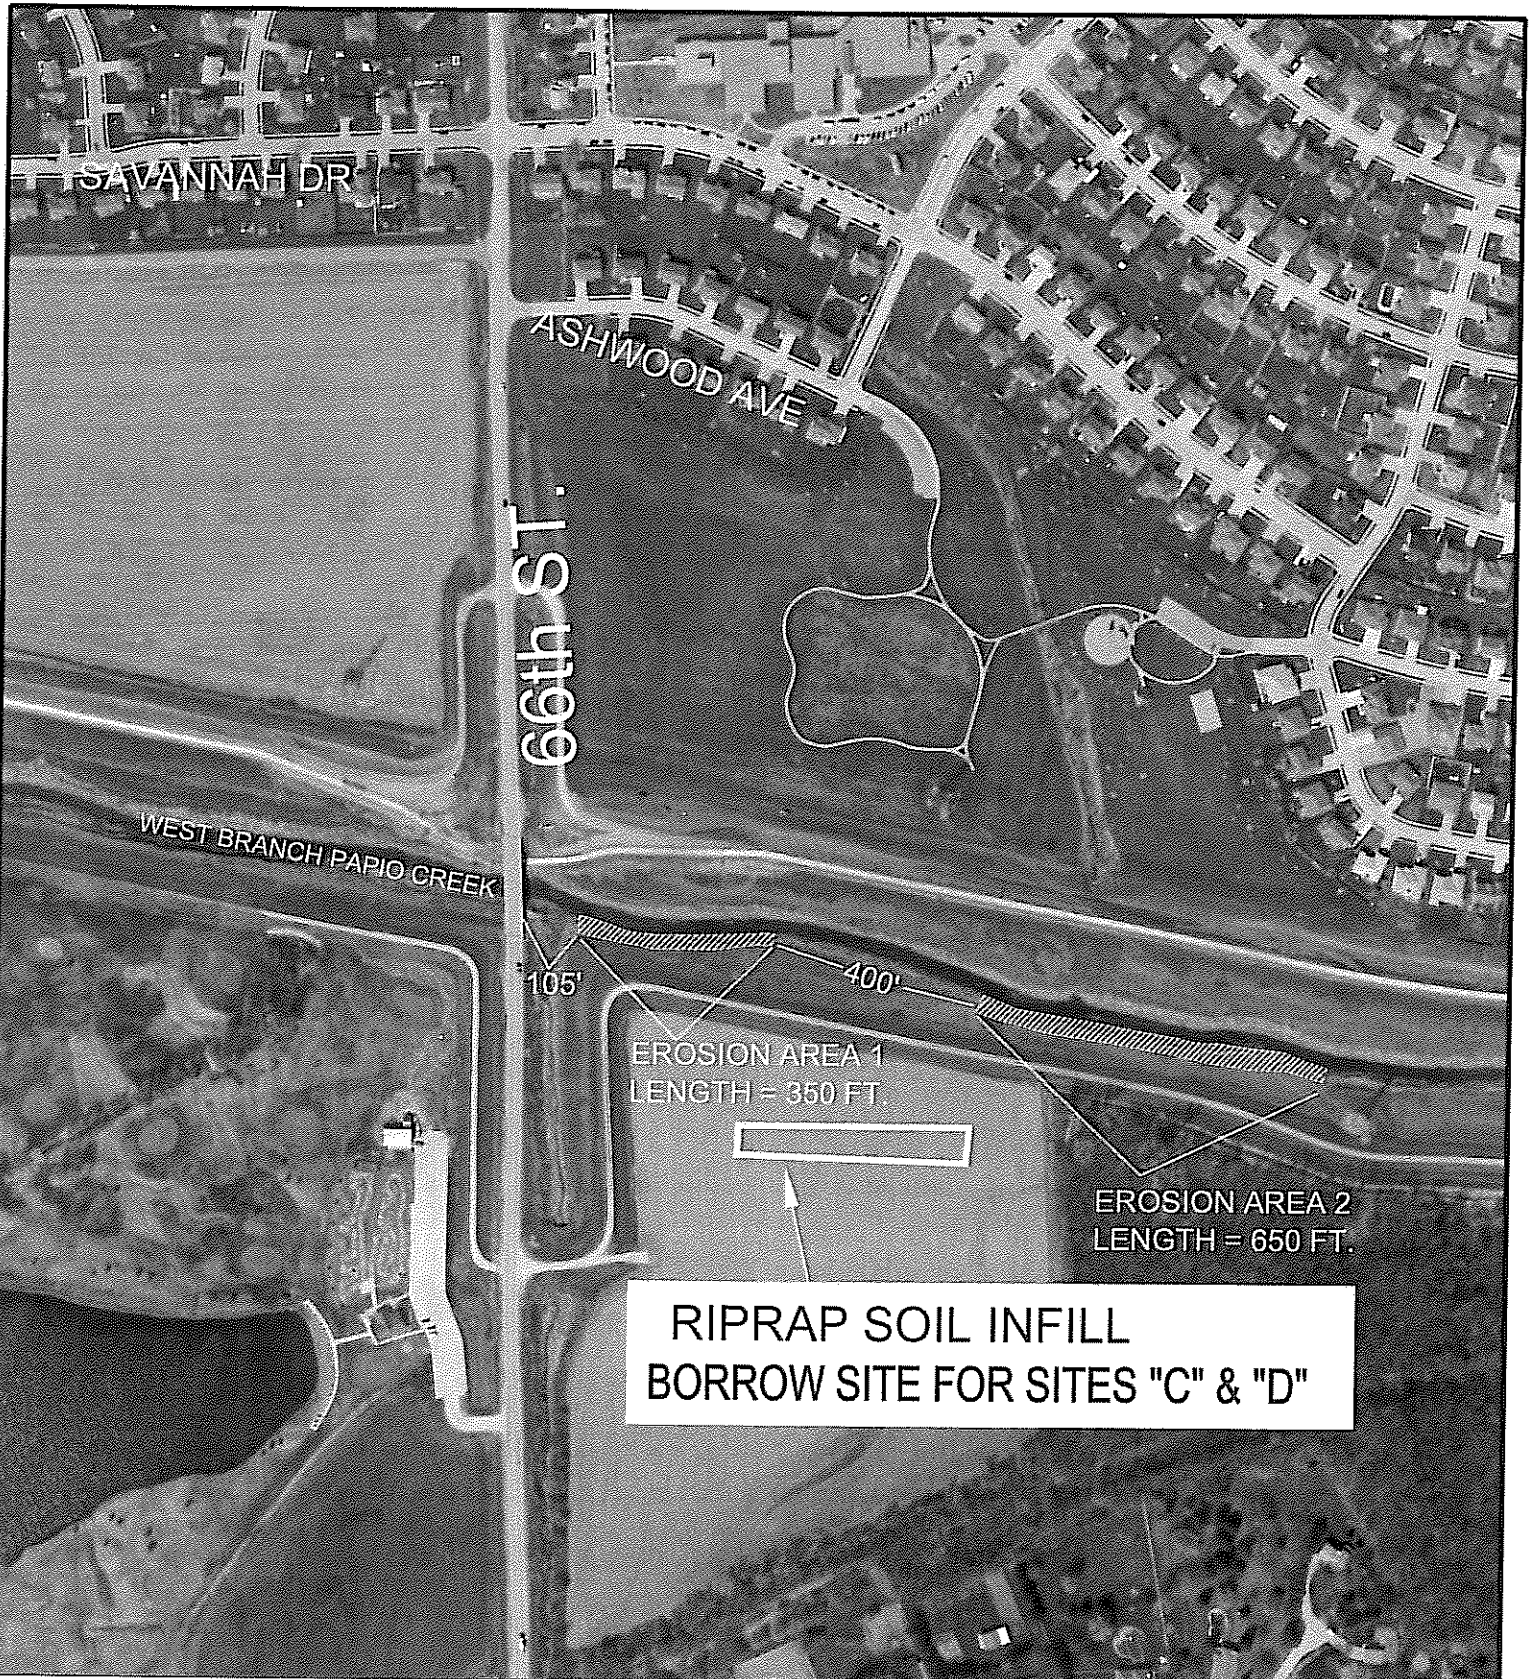 SAVANNAH DR
ASHWOOD AVE
66th ST.
WEST BRANCH PAPIO CREEK
105'
400'
EROSION AREA 1
LENGTH = 350 FT.
EROSION AREA 2
LENGTH = 650 FT.
RIPRAP SOIL INFILL
BORROW SITE FOR SITES "C" & "D"